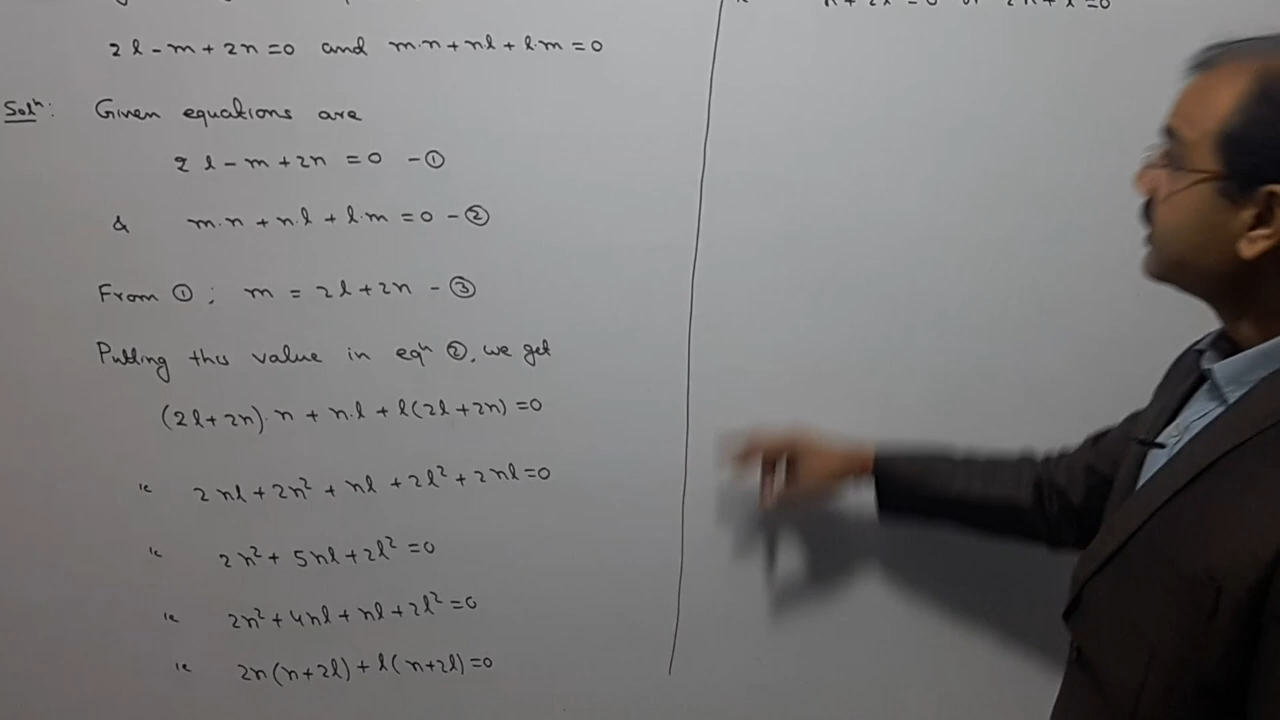 2l - m + 2n = 0 and m·n + nl + l·m = 0
Solⁿ: Given equations are
2l - m + 2n = 0 - ①
& m·n + n·l + l·m = 0 - ②
From ①; m = 2l + 2n - ③
Putting this value in eqⁿ ②, we get
(2l + 2n)·n + n·l + l(2l + 2n) = 0
ie 2nl + 2n² + nl + 2l² + 2nl = 0
ie 2n² + 5nl + 2l² = 0
ie 2n² + 4nl + nl + 2l² = 0
ie 2n(n + 2l) + l(n + 2l) = 0